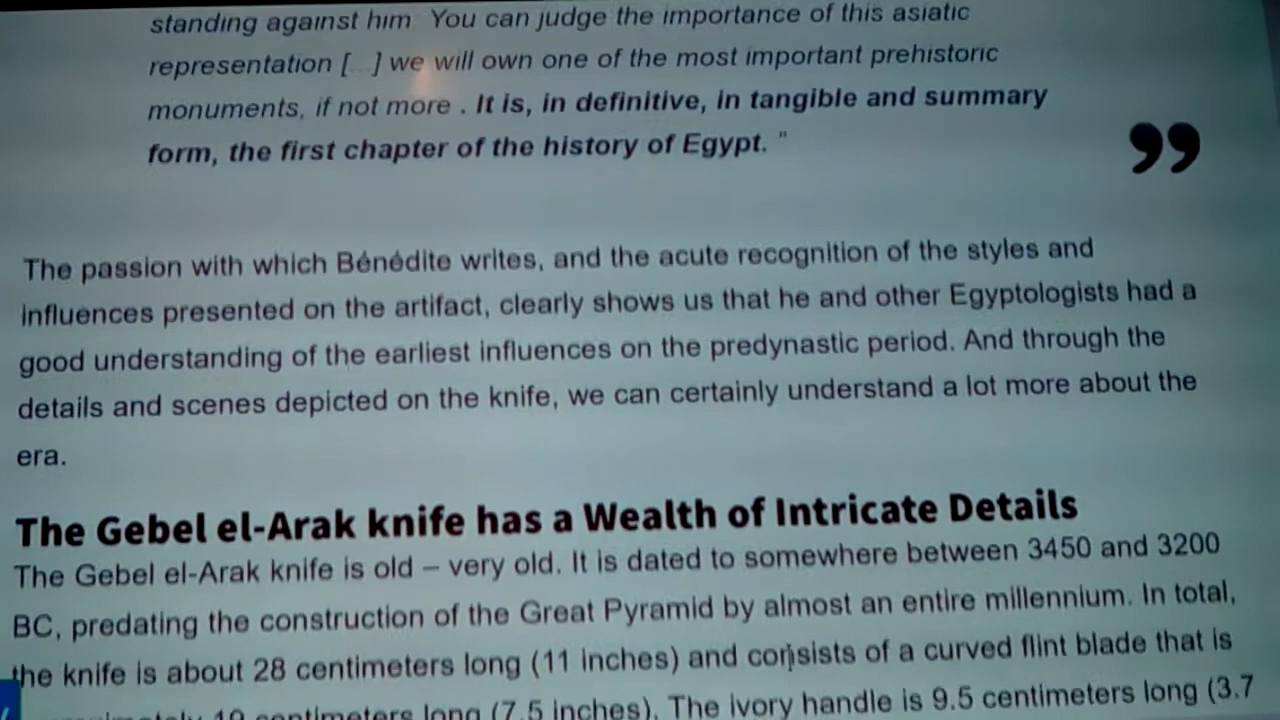 standing against him You can judge the importance of this asiatic
representation [...] we will own one of the most important prehistoric
monuments, if not more . It is, in definitive, in tangible and summary
form, the first chapter of the history of Egypt. "
”
The passion with which Bénédite writes, and the acute recognition of the styles and
influences presented on the artifact, clearly shows us that he and other Egyptologists had a
good understanding of the earliest influences on the predynastic period. And through the
details and scenes depicted on the knife, we can certainly understand a lot more about the
era.
The Gebel el-Arak knife has a Wealth of Intricate Details
The Gebel el-Arak knife is old – very old. It is dated to somewhere between 3450 and 3200
BC, predating the construction of the Great Pyramid by almost an entire millennium. In total,
the knife is about 28 centimeters long (11 inches) and consists of a curved flint blade that is
centimeters long (7.5 inches). The ivory handle is 9.5 centimeters long (3.7